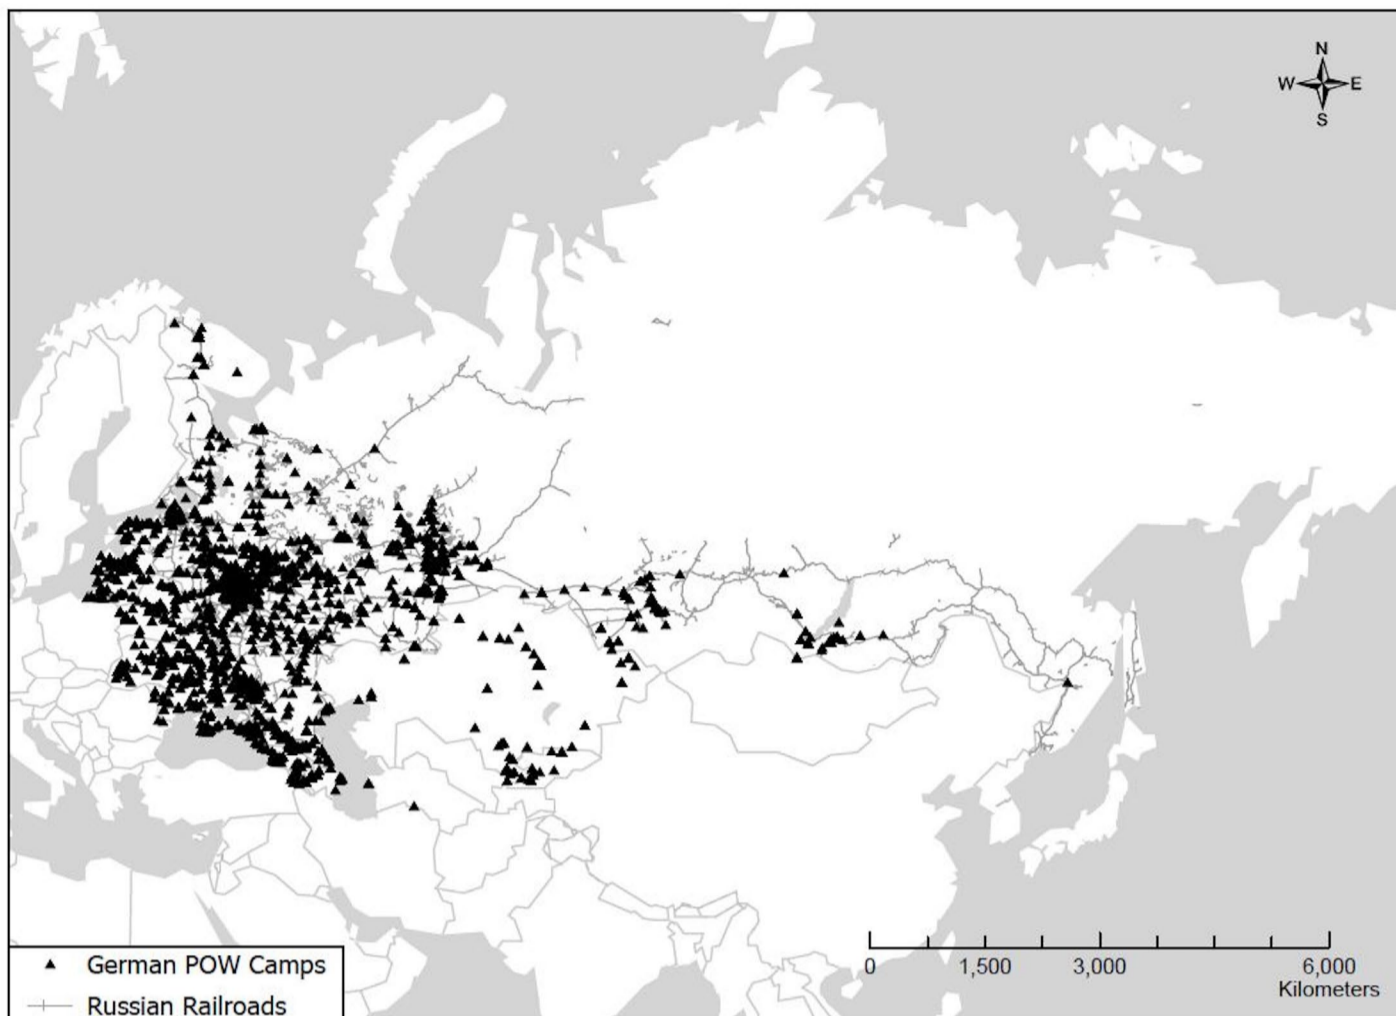 N
W E
S
0 1,500 3,000 6,000
Kilometers
German POW Camps
Russian Railroads